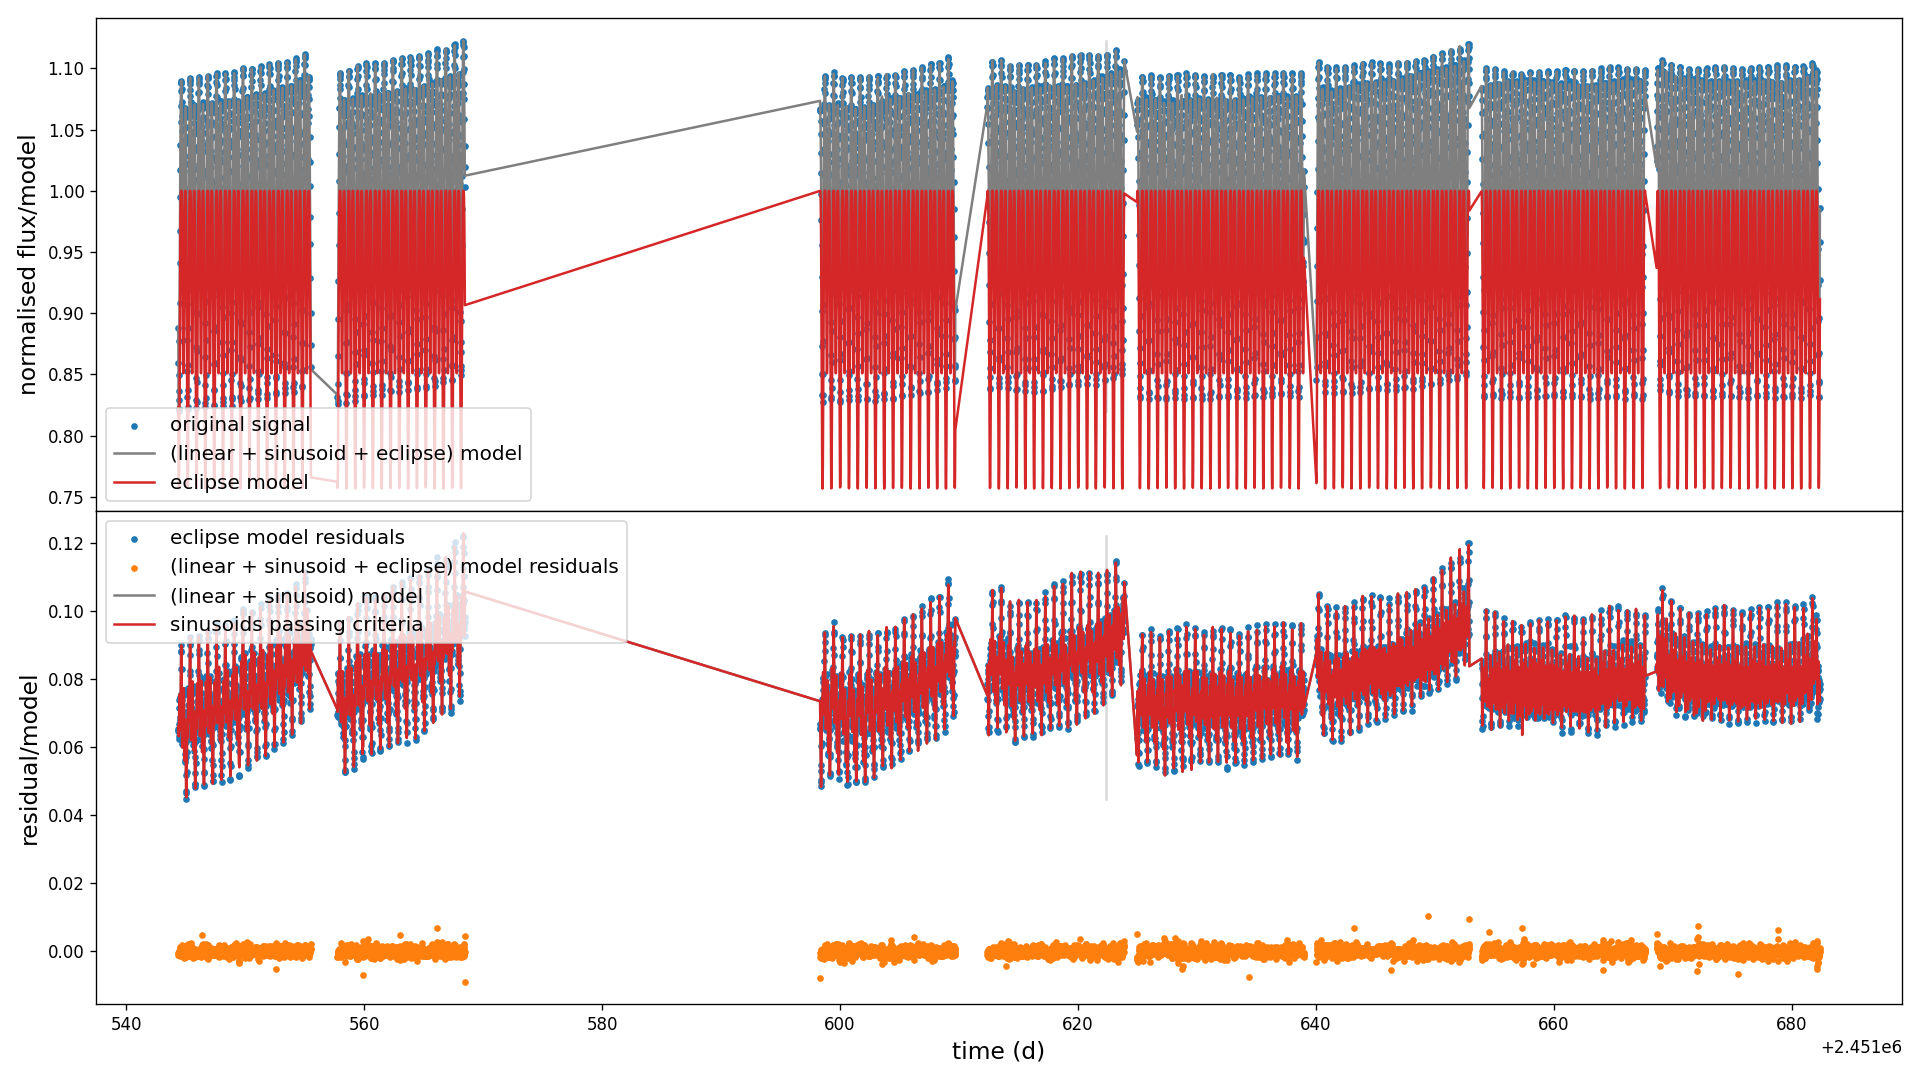 normalised flux/model
1.10
1.05
1.00
0.95
0.90
0.85
0.80
0.75
original signal
(linear + sinusoid + eclipse) model
eclipse model
residual/model
0.12
0.10
0.08
0.06
0.04
0.02
0.00
eclipse model residuals
(linear + sinusoid + eclipse) model residuals
(linear + sinusoid) model
sinusoids passing criteria
540 560 580 600 620 640 660 680
+2.451e6
time (d)